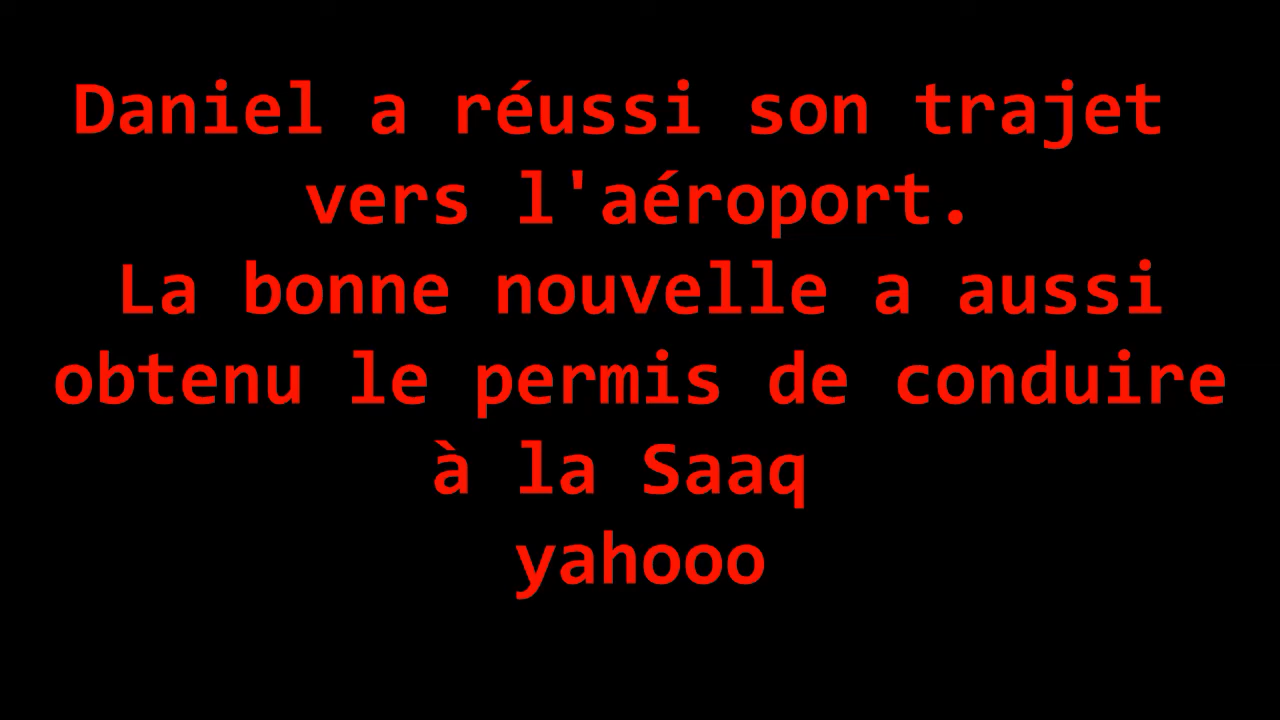 Daniel a réussi son trajet
vers l'aéroport.
La bonne nouvelle a aussi
obtenu le permis de conduire
à la Saaq
yahooo